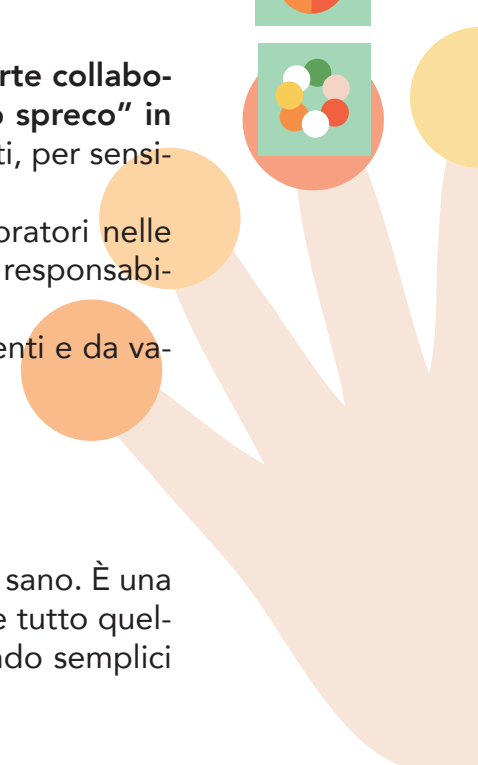 rte collabo-
o spreco” in
ti, per sensi-
oratori nelle
responsabi-
enti e da va-
sano. È una
e tutto quel-
ndo semplici